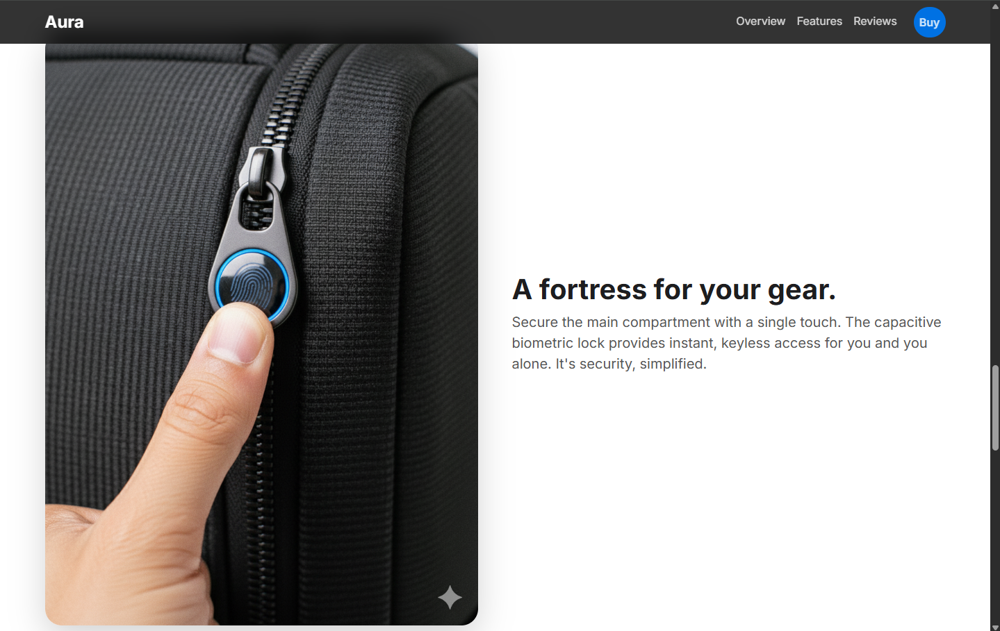 Aura
Overview
Features
Reviews
Buy
A fortress for your gear.
Secure the main compartment with a single touch. The capacitive
biometric lock provides instant, keyless access for you and you
alone. It's security, simplified.